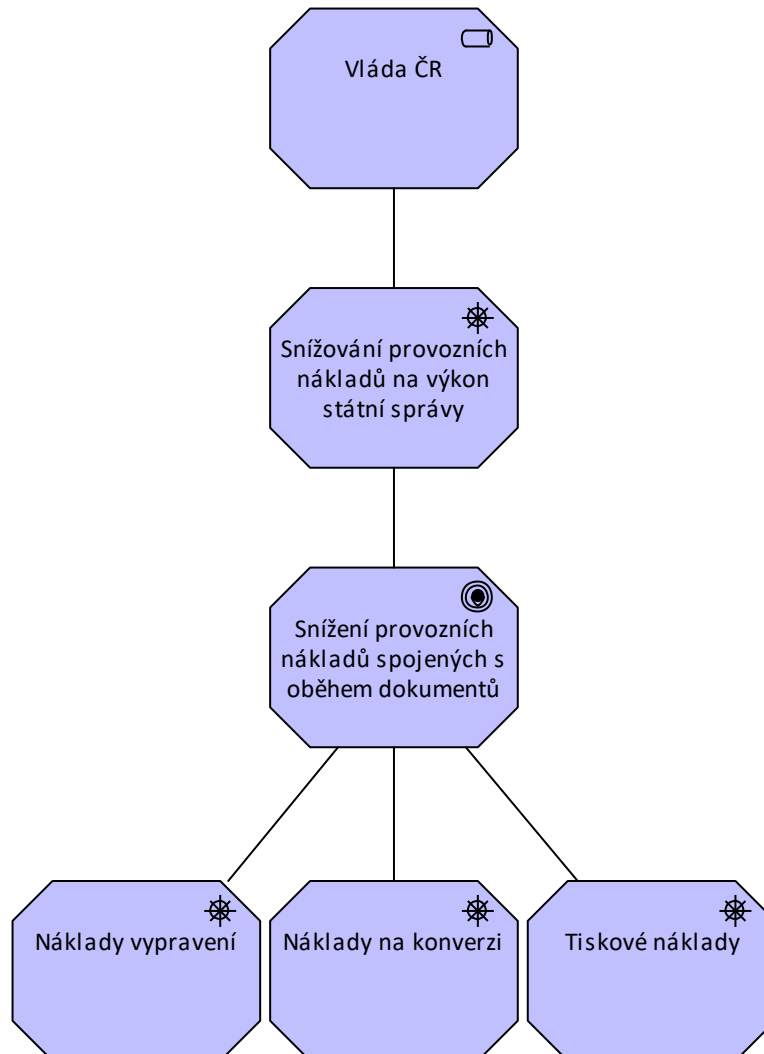 Vláda ČR
Snížování provozních
nákladů na výkon
státní správy
Snížení provozních
nákladů spojených s
oběhem dokumentů
Náklady vypravení
Náklady na konverzi
Tiskové náklady